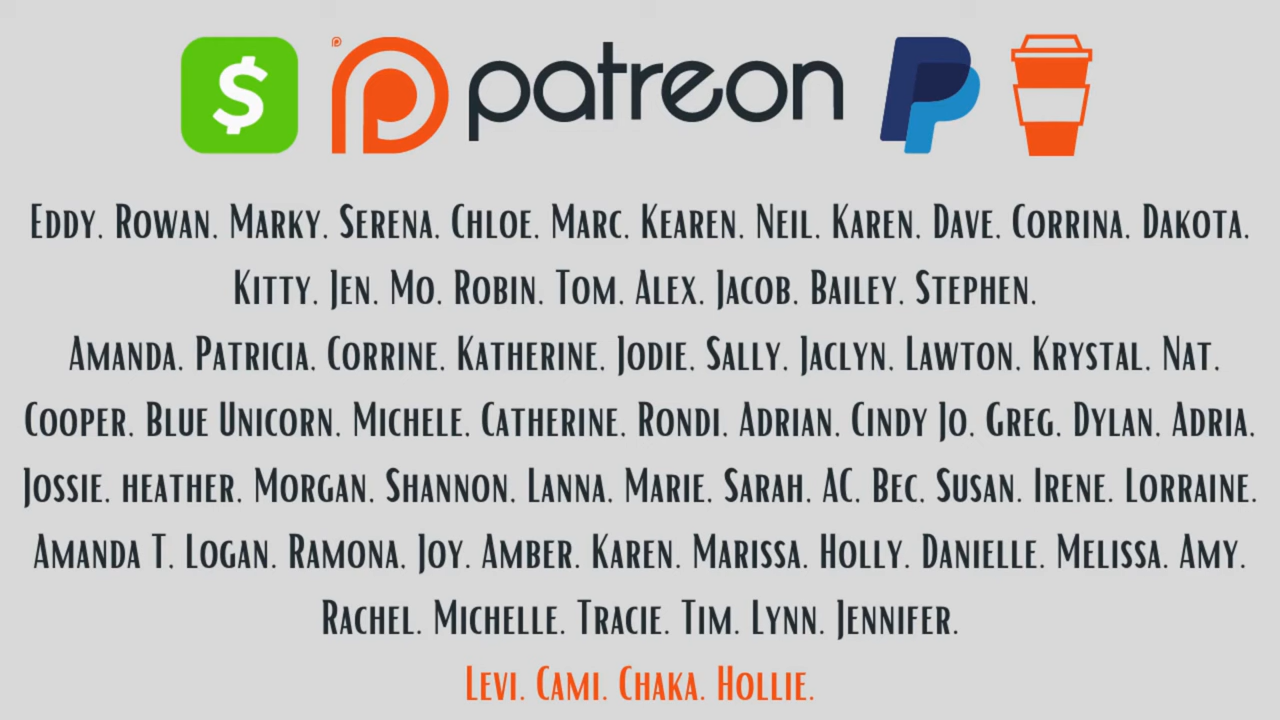 $ patreon
Eddy. Rowan. Marky. Serena. Chloe. Marc. Kearen. Neil. Karen. Dave. Corrina. Dakota.
Kitty. Jen. Mo. Robin. Tom. Alex. Jacob. Bailey. Stephen.
Amanda. Patricia. Corrine. Katherine. Jodie. Sally. Jaclyn. Lawton. Krystal. Nat.
Cooper. Blue Unicorn. Michele. Catherine. Rondi. Adrian. Cindy Jo. Greg. Dylan. Adria.
Jossie. heather. Morgan. Shannon. Lanna. Marie. Sarah. AC. Bec. Susan. Irene. Lorraine.
Amanda T. Logan. Ramona. Joy. Amber. Karen. Marissa. Holly. Danielle. Melissa. Amy.
Rachel. Michelle. Tracie. Tim. Lynn. Jennifer.
Levi. Cami. Chaka. Hollie.